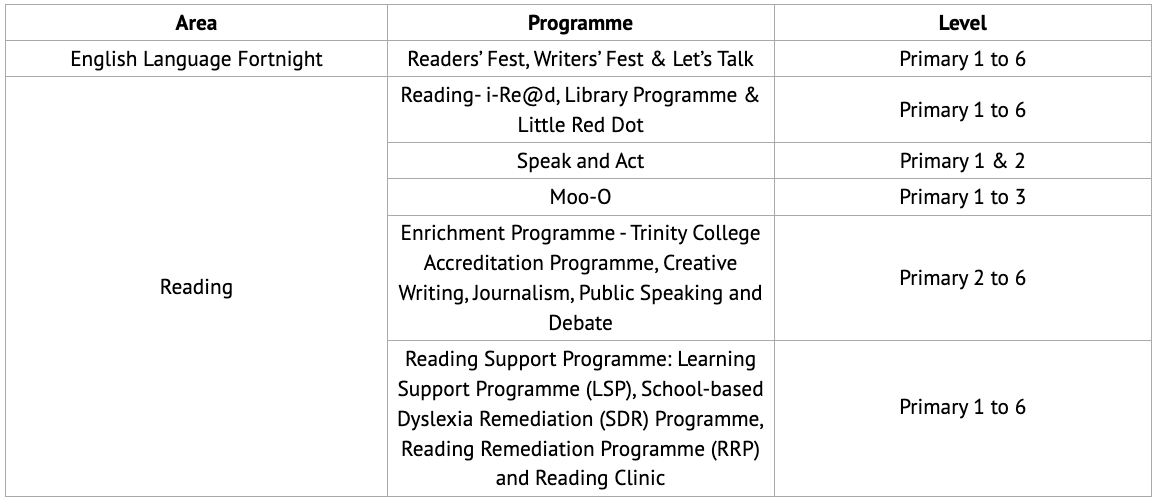 Area Programme Level
English Language Fortnight Readers’ Fest, Writers’ Fest & Let’s Talk Primary 1 to 6
Reading
Reading- i-Re@d, Library Programme &
Little Red Dot
Primary 1 to 6
Speak and Act Primary 1 & 2
Moo-O Primary 1 to 3
Enrichment Programme - Trinity College
Accreditation Programme, Creative
Writing, Journalism, Public Speaking and
Debate
Primary 2 to 6
Reading Support Programme: Learning
Support Programme (LSP), School-based
Dyslexia Remediation (SDR) Programme,
Reading Remediation Programme (RRP)
and Reading Clinic
Primary 1 to 6